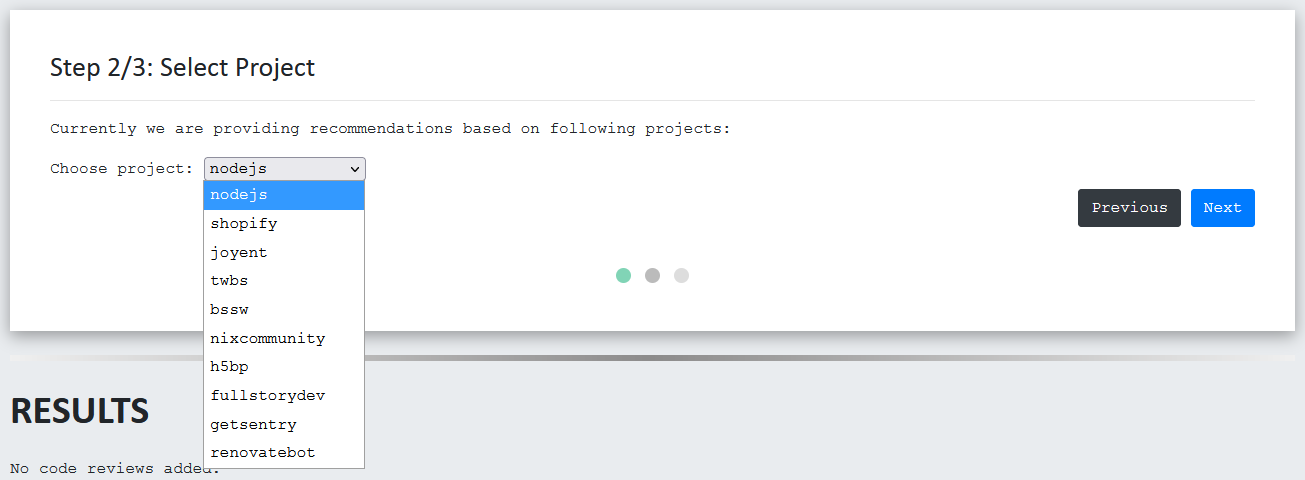 Step 2/3: Select Project
Currently we are providing recommendations based on following projects:
Choose project: nodejs
nodejs
shopify
joyent
twbs
bssw
nixcommunity
h5bp
fullstorydev
getsentry
renovatebot
Previous Next
RESULTS
No code reviews added.